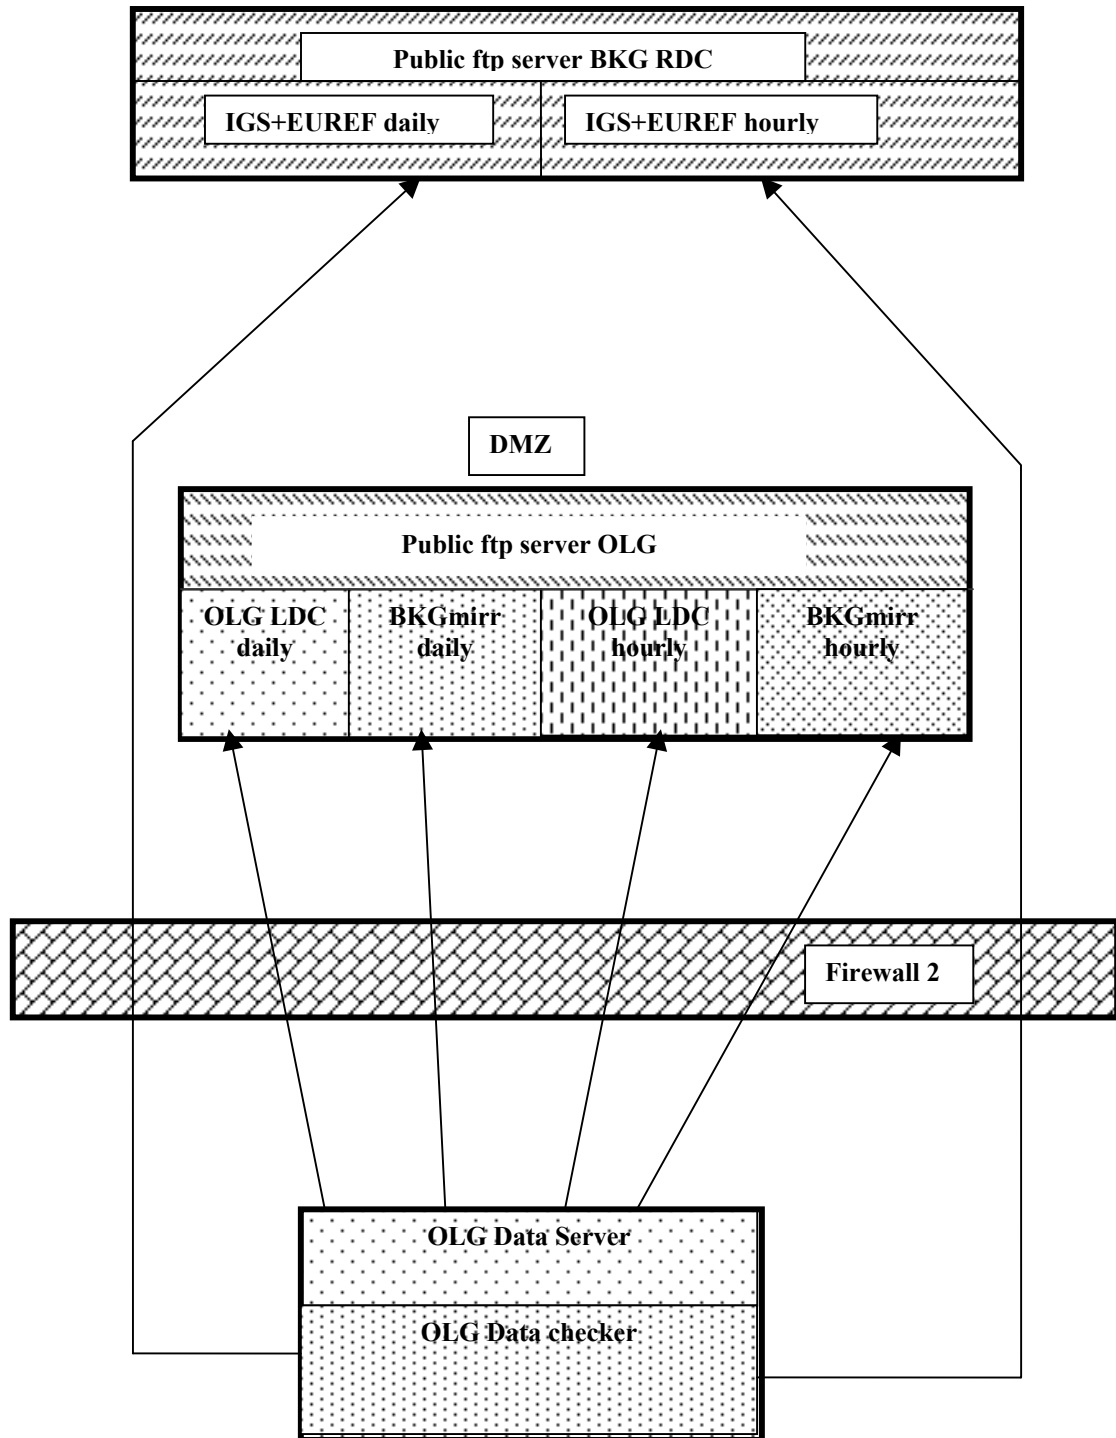 Public ftp server BKG RDC
IGS+EUREF daily
IGS+EUREF hourly
DMZ
Public ftp server OLG
OLG LDC
daily
BKGmirr
daily
OLG LDC
hourly
BKGmirr
hourly
Firewall 2
OLG Data Server
OLG Data checker